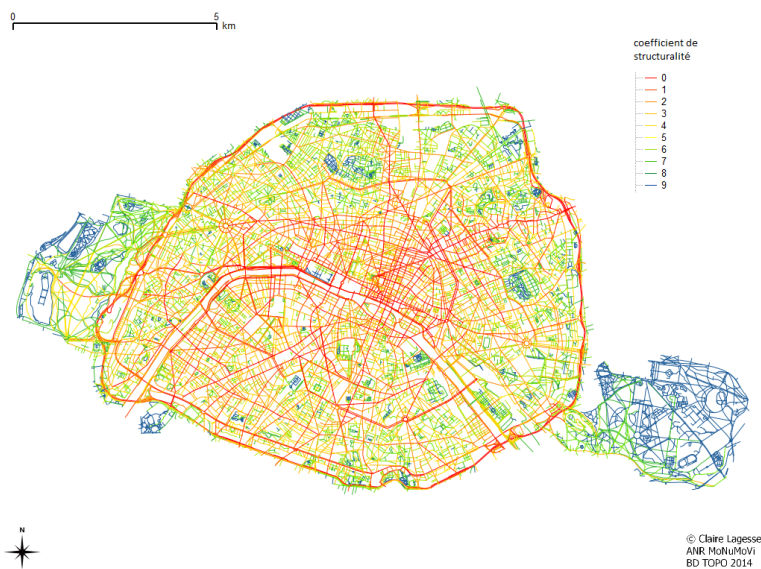 0 5
km
coefficient de
structuralité
0
1
2
3
4
5
6
7
8
9
N
© Claire Lagesse
ANR MoNuMoVi
BD TOPO 2014